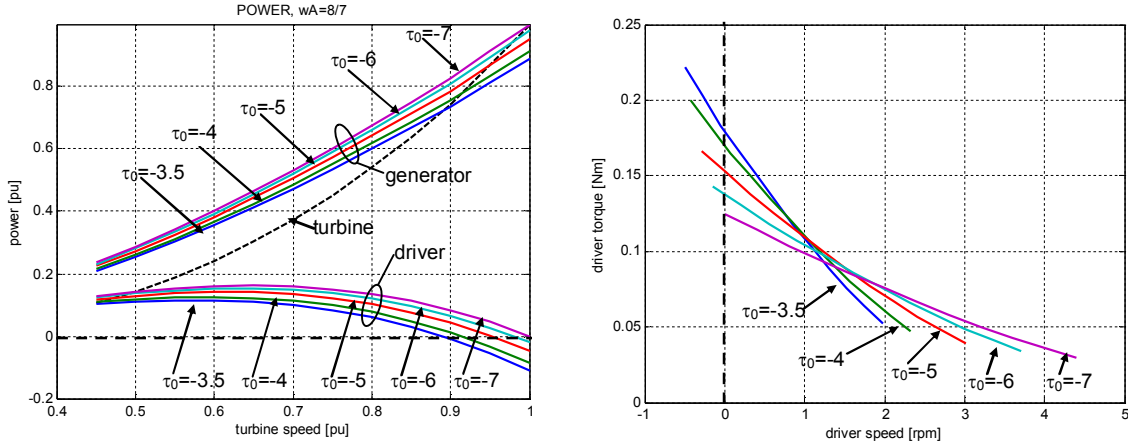 POWER, wA=8/7
0.8
0.6
0.4
0.2
0
-0.2
0.4
0.5
0.6
0.7
0.8
0.9
1
power [pu]
turbine speed [pu]
τ0=-7
τ0=-6
τ0=-5
τ0=-4
τ0=-3.5
generator
turbine
driver
τ0=-3.5
τ0=-4
τ0=-5
τ0=-6
τ0=-7
0.25
0.2
0.15
0.1
0.05
0
-1
0
1
2
3
4
5
driver torque [Nm]
driver speed [rpm]
τ0=-3.5
τ0=-4
τ0=-5
τ0=-6
τ0=-7